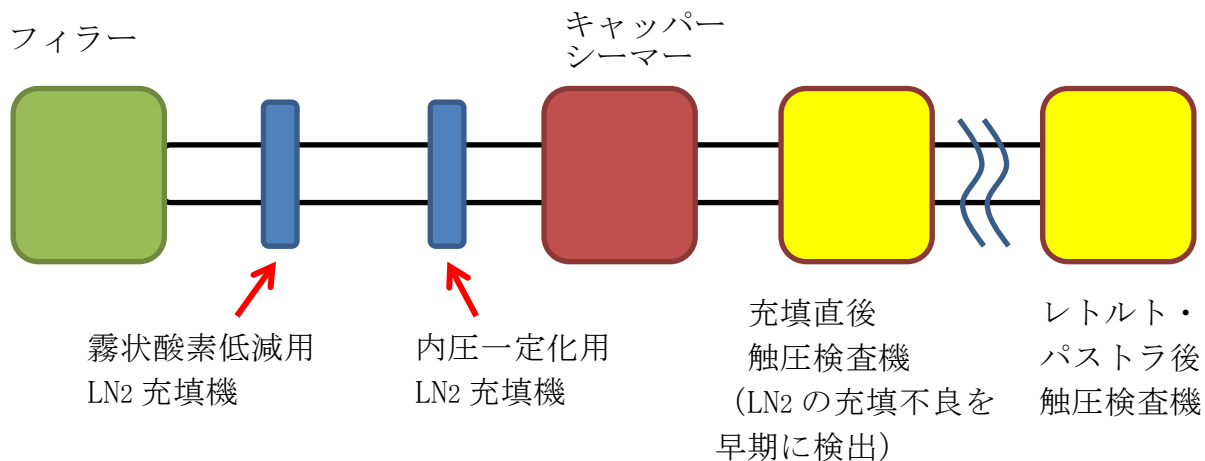 フィラー
キャッパー
シーマー
霧状酸素低減用
LN2 充填機
内圧一定化用
LN2 充填機
充填直後
触圧検査機
（LN2 の充填不良を
早期に検出）
レトルト・
パストラ後
触圧検査機